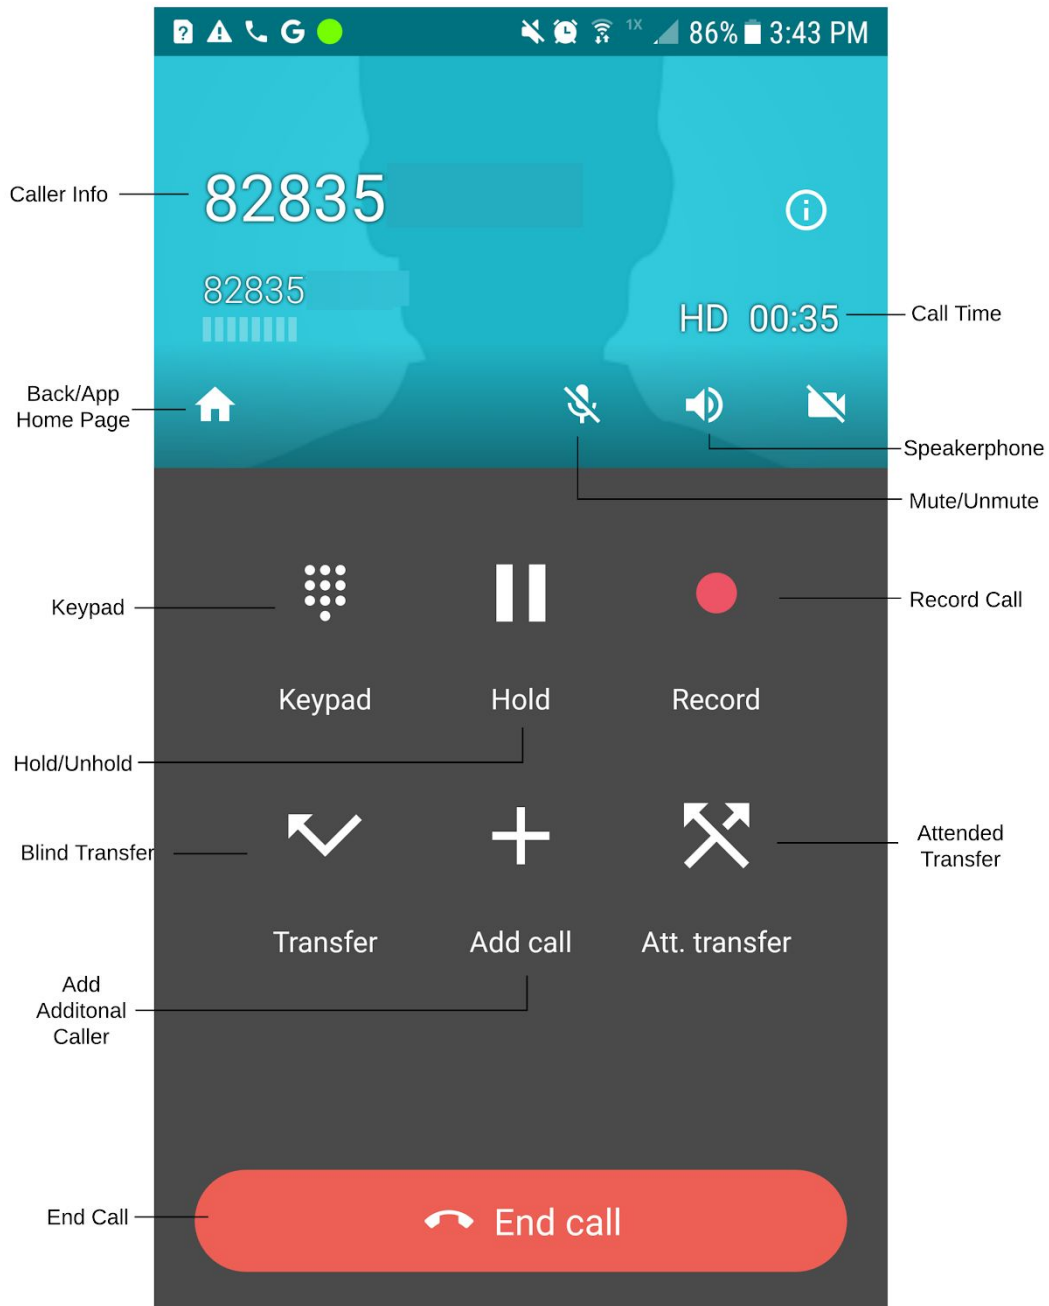 1X 86% 3:43 PM
Caller Info
82835
82835
HD 00:35
Call Time
Back/App
Home Page
Speakerphone
Mute/Unmute
Keypad
Record Call
Keypad Hold Record
Hold/Unhold
Blind Transfer
Attended
Transfer
Transfer Add call Att. transfer
Add
Additonal
Caller
End Call
End call